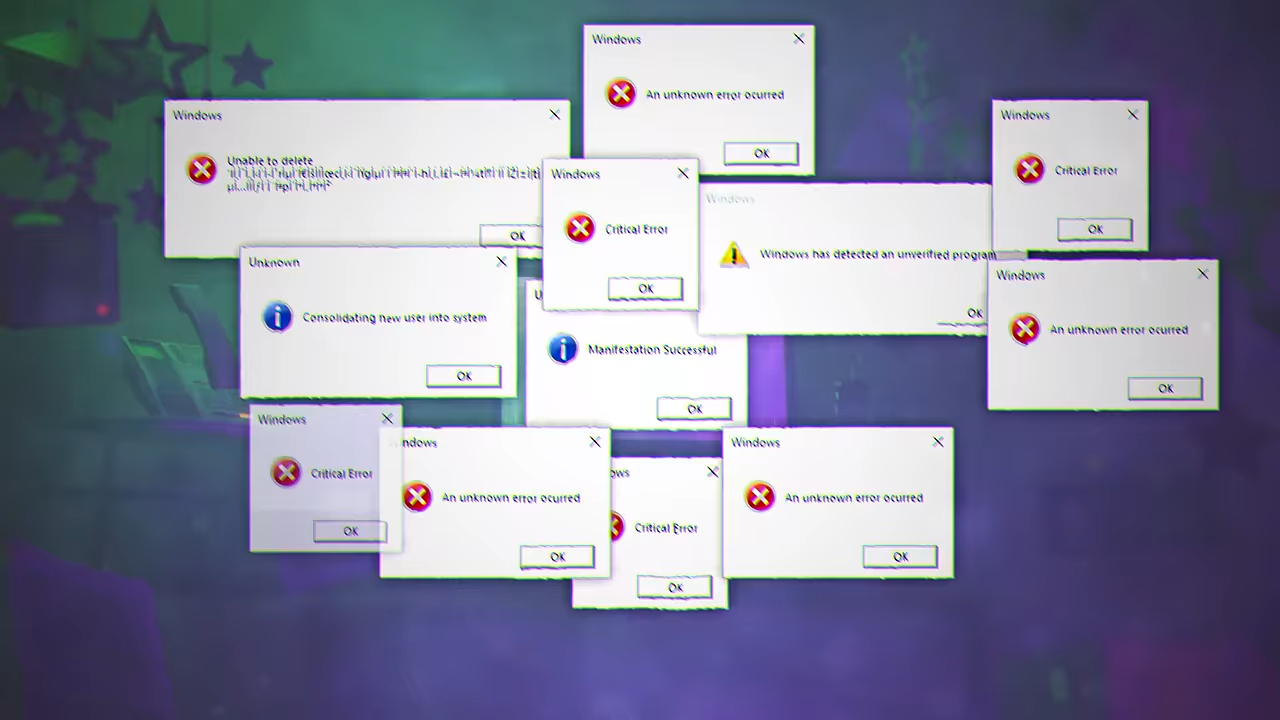 Windows
An unknown error ocurred
OK
Windows
Unable to delete
OK
Windows
Critical Error
OK
Windows
Windows has detected an unverified program
OK
Windows
Critical Error
OK
Unknown
Consolidating new user into system
OK
U
Manifestation Successful
OK
Windows
An unknown error ocurred
OK
Windows
Critical Error
OK
ndows
An unknown error ocurred
OK
ows
Critical Error
OK
Windows
An unknown error ocurred
OK